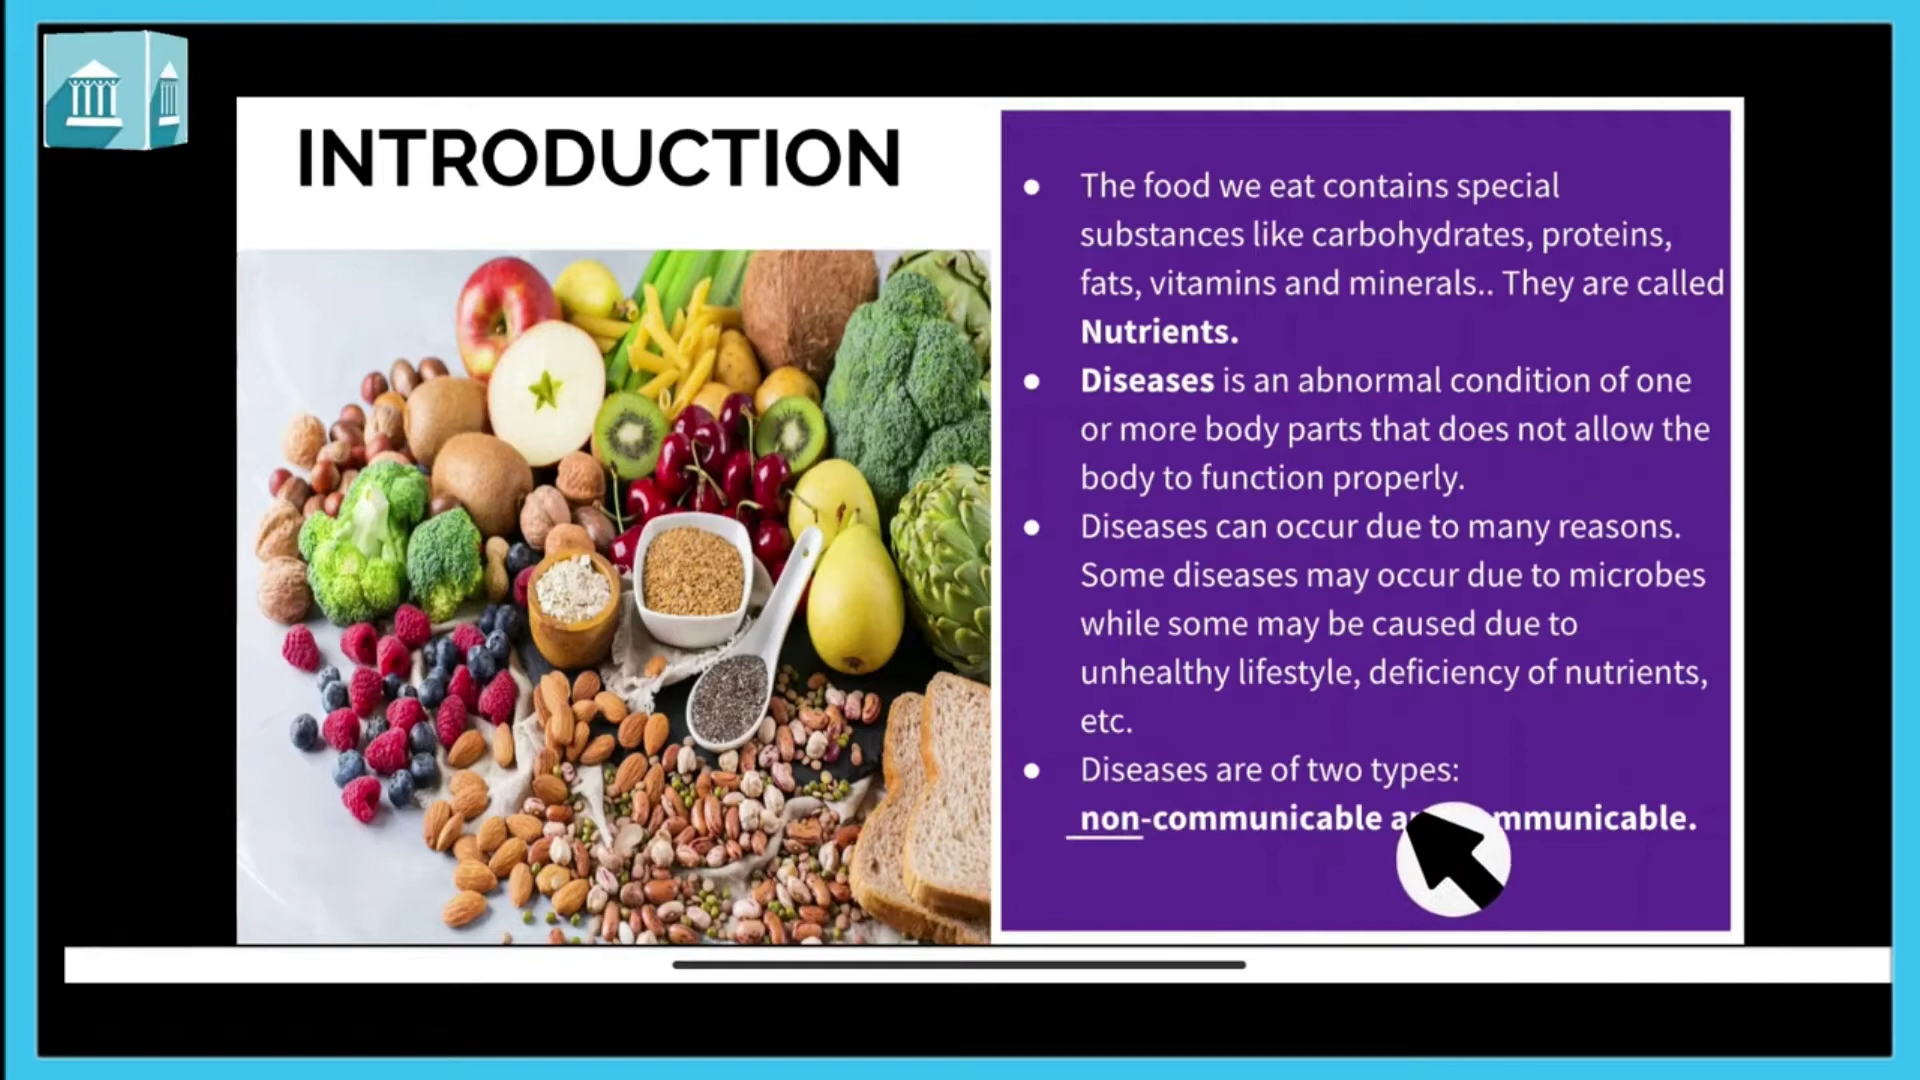 INTRODUCTION
● The food we eat contains special
substances like carbohydrates, proteins,
fats, vitamins and minerals.. They are called
Nutrients.
● Diseases is an abnormal condition of one
or more body parts that does not allow the
body to function properly.
● Diseases can occur due to many reasons.
Some diseases may occur due to microbes
while some may be caused due to
unhealthy lifestyle, deficiency of nutrients,
etc.
● Diseases are of two types:
non-communicable a mmunicable.